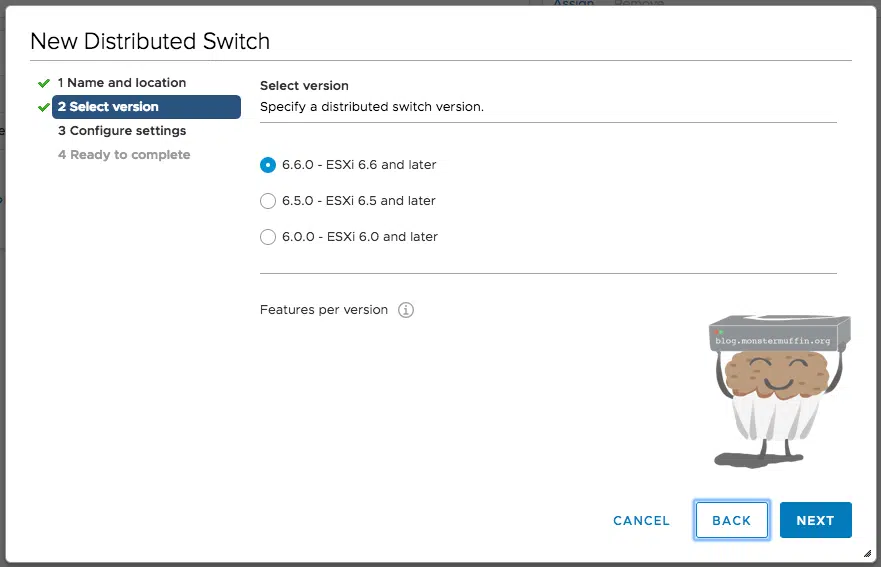 Assign Remove
New Distributed Switch
1 Name and location
2 Select version
3 Configure settings
4 Ready to complete
Select version
Specify a distributed switch version.
6.6.0 - ESXi 6.6 and later
6.5.0 - ESXi 6.5 and later
6.0.0 - ESXi 6.0 and later
Features per version
blog.monstermuffin.org
CANCEL
BACK
NEXT